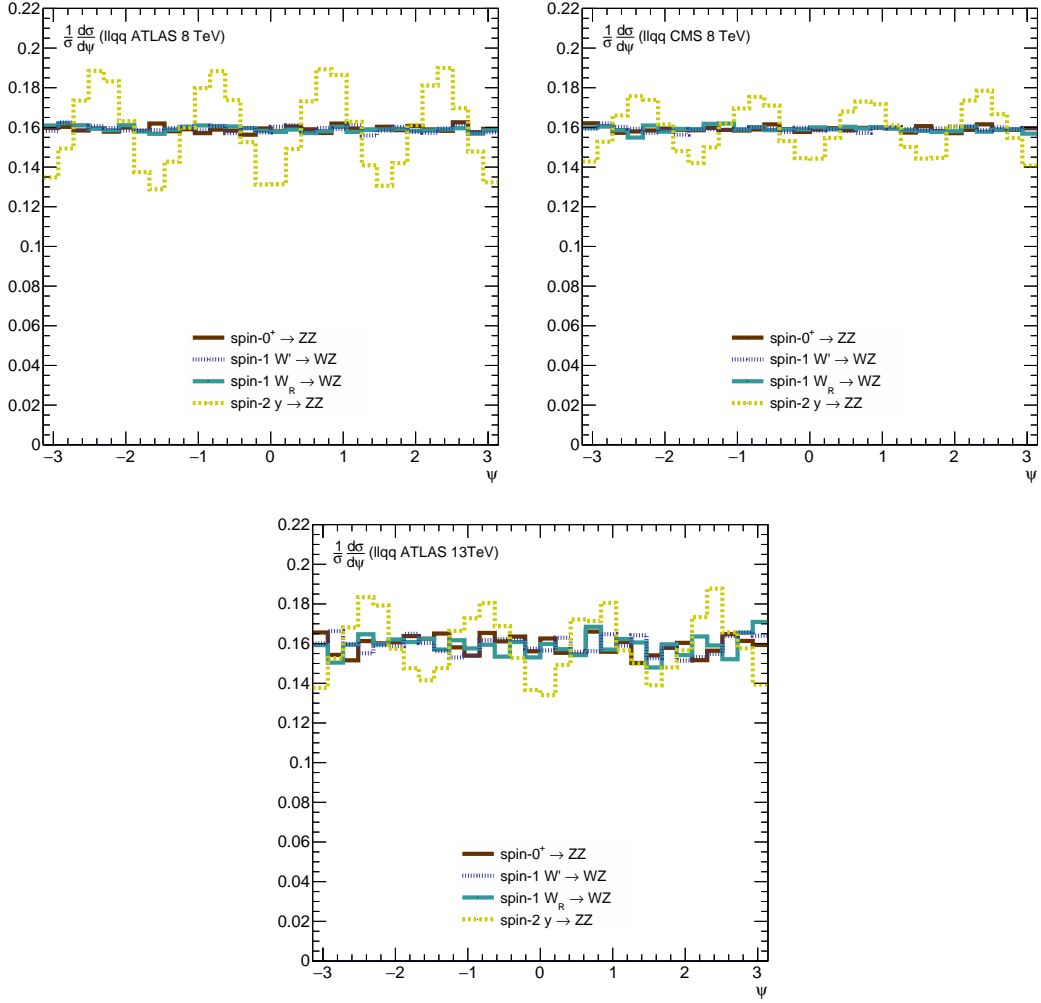 0.22
0.2
0.18
0.16
0.14
0.12
0.1
0.08
0.06
0.04
0.02
0
1/σ dσ/dψ (llqq ATLAS 8 TeV)
spin-0⁺ → ZZ
spin-1 W' → WZ
spin-1 W_R → WZ
spin-2 y → ZZ
−3 −2 −1 0 1 2 3
ψ
0.22
0.2
0.18
0.16
0.14
0.12
0.1
0.08
0.06
0.04
0.02
0
1/σ dσ/dψ (llqq CMS 8 TeV)
spin-0⁺ → ZZ
spin-1 W' → WZ
spin-1 W_R → WZ
spin-2 y → ZZ
−3 −2 −1 0 1 2 3
ψ
0.22
0.2
0.18
0.16
0.14
0.12
0.1
0.08
0.06
0.04
0.02
0
1/σ dσ/dψ (llqq ATLAS 13TeV)
spin-0⁺ → ZZ
spin-1 W' → WZ
spin-1 W_R → WZ
spin-2 y → ZZ
−3 −2 −1 0 1 2 3
ψ